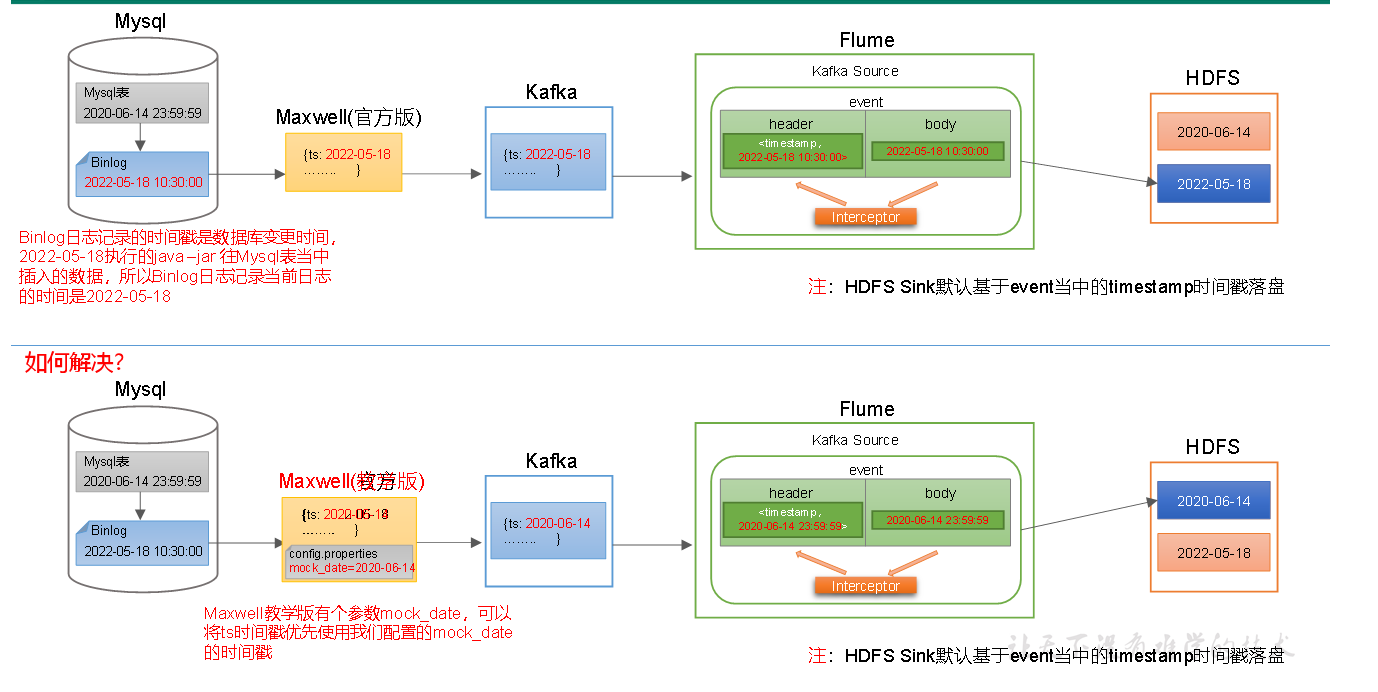 Mysql
Mysql表
2020-06-14 23:59:59
Binlog
2022-05-18 10:30:00
Maxwell(官方版)
{ts: 2022-05-18
........ }
Kafka
{ts: 2022-05-18
........ }
Flume
Kafka Source
event
header
body
<timestamp,
2022-05-18 10:30:00>
2022-05-18 10:30:00
Interceptor
HDFS
2020-06-14
2022-05-18
Binlog日志记录的时间戳是数据库变更时间，
2022-05-18执行的java –jar 往Mysql表当中
插入的数据，所以Binlog日志记录当前日志
的时间是2022-05-18
注：HDFS Sink默认基于event当中的timestamp时间戳落盘
如何解决？
Mysql
Mysql表
2020-06-14 23:59:59
Binlog
2022-05-18 10:30:00
Maxwell(版)
{ts:
........ }
config.properties
mock_date=2020-06-14
Kafka
{ts: 2020-06-14
........ }
Flume
Kafka Source
event
header
body
<timestamp,
2020-06-14 23:59:59>
2020-06-14 23:59:59
Interceptor
HDFS
2020-06-14
2022-05-18
Maxwell教学版有个参数mock_date，可以
将ts时间戳优先使用我们配置的mock_date
的时间戳
让天下没有难学的技术
注：HDFS Sink默认基于event当中的timestamp时间戳落盘